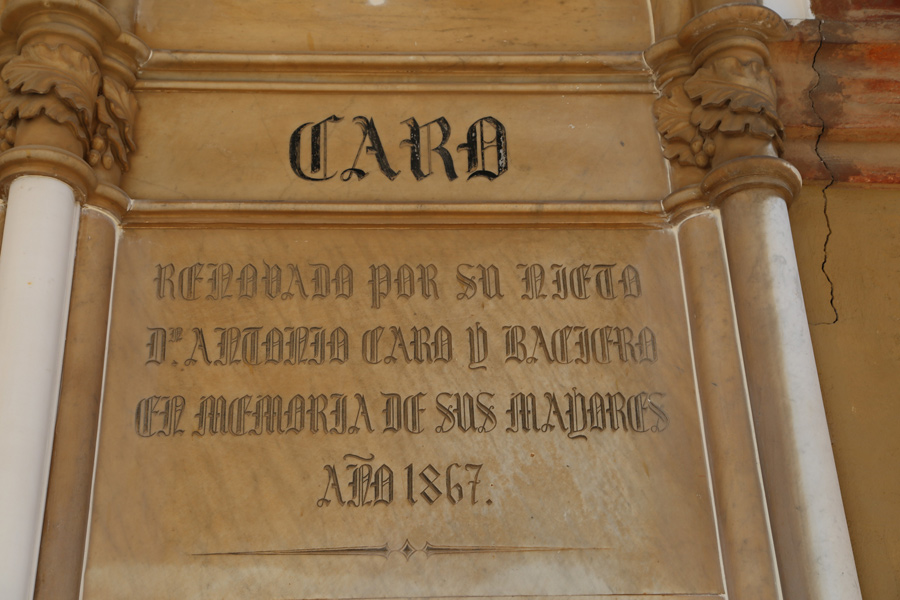 CARO
RENOVADO POR SU NIETO
Dᴺ. ANTONIO CARO Y BACIERO
EN MEMORIA DE SUS MAYORES
AÑO 1867.